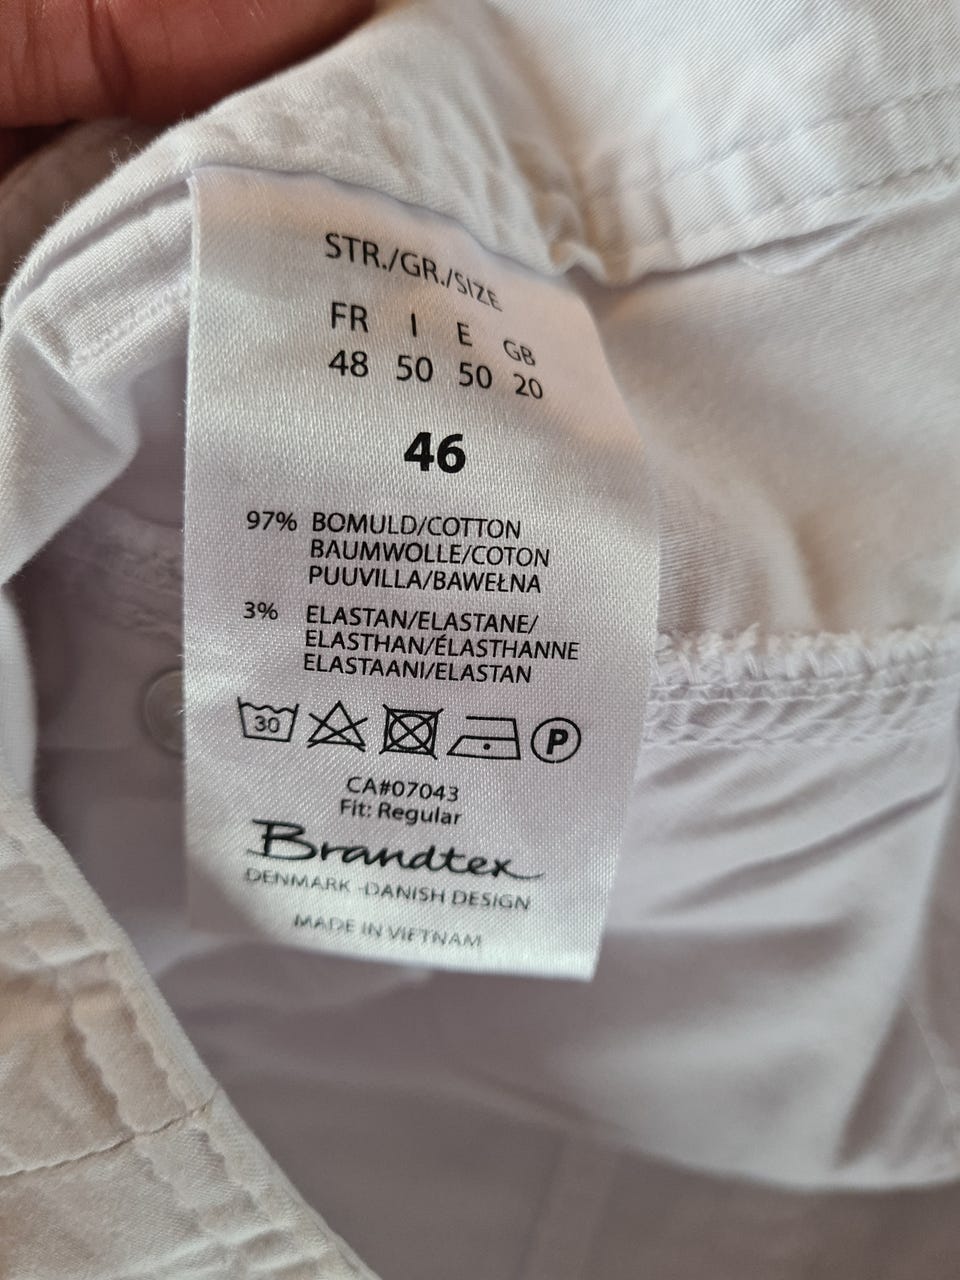 STR./GR./SIZE
FR I E GB
48 50 50 20
46
97% BOMULD/COTTON
BAUMWOLLE/COTON
PUUVILLA/BAWEŁNA
3% ELASTAN/ELASTANE/
ELASTHAN/ÉLASTHANNE
ELASTAANI/ELASTAN
30 P
CA#07043
Fit: Regular
Brandtex
DENMARK - DANISH DESIGN
MADE IN VIETNAM